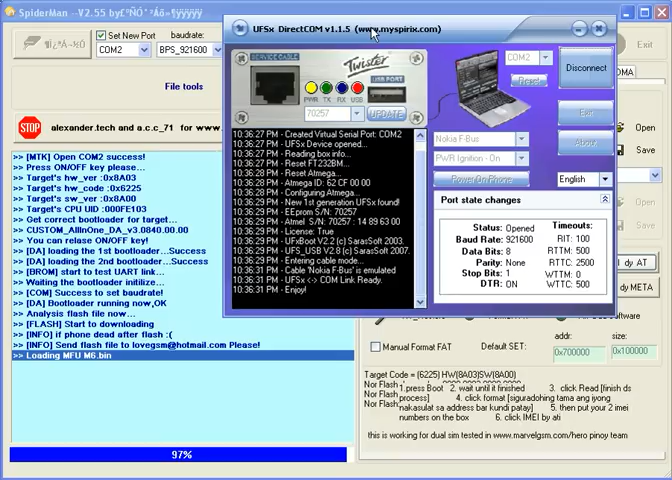 SpiderMan --V2.55
UFSx DirectCOM v1.1.5 (www.myspirix.com)
Set New Port
baudrate:
COM2
BPS_921600
File tools
STOP
alexander.tech and a.c.c_71 for www.
>> [MTK] Open COM2 success!
>> Press ON/OFF key please...
>> Target's hw_ver : 0x8A03
>> Target's hw_code :0x6225
>> Target's sw_ver : 0x8A00
>> Target's CPU UID :000FE103
>> Get correct bootloader for target...
>> CUSTOM_AllInOne_DA_v3.0840.00.00
>> You can relase ON/OFF key!
>> [DA] loading the 1st bootloader...Success
>> [DA] loading the 2nd bootloader...Success
>> [BROM] start to test UART link...
>> Waiting the bootloader initilize...
>> [COM] Success to set baudrate!
>> [DA] Bootloader running now,OK
>> Analysis flash file now...
>> [FLASH] Start to downloading
>> [INFO] if phone dead after flash :(
>> [INFO] Send flash file to lovegsm@hotmail.com Please!
>> Loading MFU M6.bin
97%
SERVICE CABLE
Twister
USB PORT
PWR TX RX USB
70257
UPDATE
COM2
Reset
Disconnect
Exit
About
Nokia F-Bus
PWR Ignition - On
Power On Phone
English
10:36:27 PM - Created Virtual Serial Port: COM2
10:36:27 PM - UFSx Device opened...
10:36:27 PM - Reading box info...
10:36:27 PM - Reset FT232BM...
10:36:28 PM - Reset Atmega...
10:36:28 PM - Atmega ID: 62 CF 00 00
10:36:28 PM - Configuring Atmega...
10:36:29 PM - New 1st generation UFSx found!
10:36:29 PM - EEprom S/N: 70257
10:36:29 PM - Atmel S/N: 70257 : 14 89 63 00
10:36:29 PM - License: True
10:36:29 PM - UFxBoot V2.2 (c) SarasSoft 2003.
10:36:29 PM - UFS_USB V2.8 (c) SarasSoft 2007.
10:36:29 PM - Entering cable mode...
10:36:31 PM - Cable 'Nokia F-Bus' is emulated
10:36:31 PM - UFSx <-> COM Link Ready.
10:36:31 PM - Enjoy!
Port state changes
Status: Opened
Baud Rate: 921600
Data Bits: 8
Parity: None
Stop Bits: 1
DTR: ON
Timeouts:
RIT: 100
RTTM: 500
RTTC: 2500
WTTM: 0
WTTC: 500
Exit
Open
Save
Open
Save
AT
META
Manual Format FAT
Default SET:
addr:
0x700000
size:
0x100000
Target Code = (6225) HW(8A03)SW(8A00)
Nor Flash
Nor Flash
Nor Flash
1.press Boot 2. wait until it finished 3. click Read [finish ds
process] 4. click format [siguradohing tama ang iyong
nakasulat sa address bar kundi patay] 5. then put your 2 imei
numbers on the box 6. click IMEI by ati
this is working for dual sim tested in www.marvelgsm.com/hero pinoy team